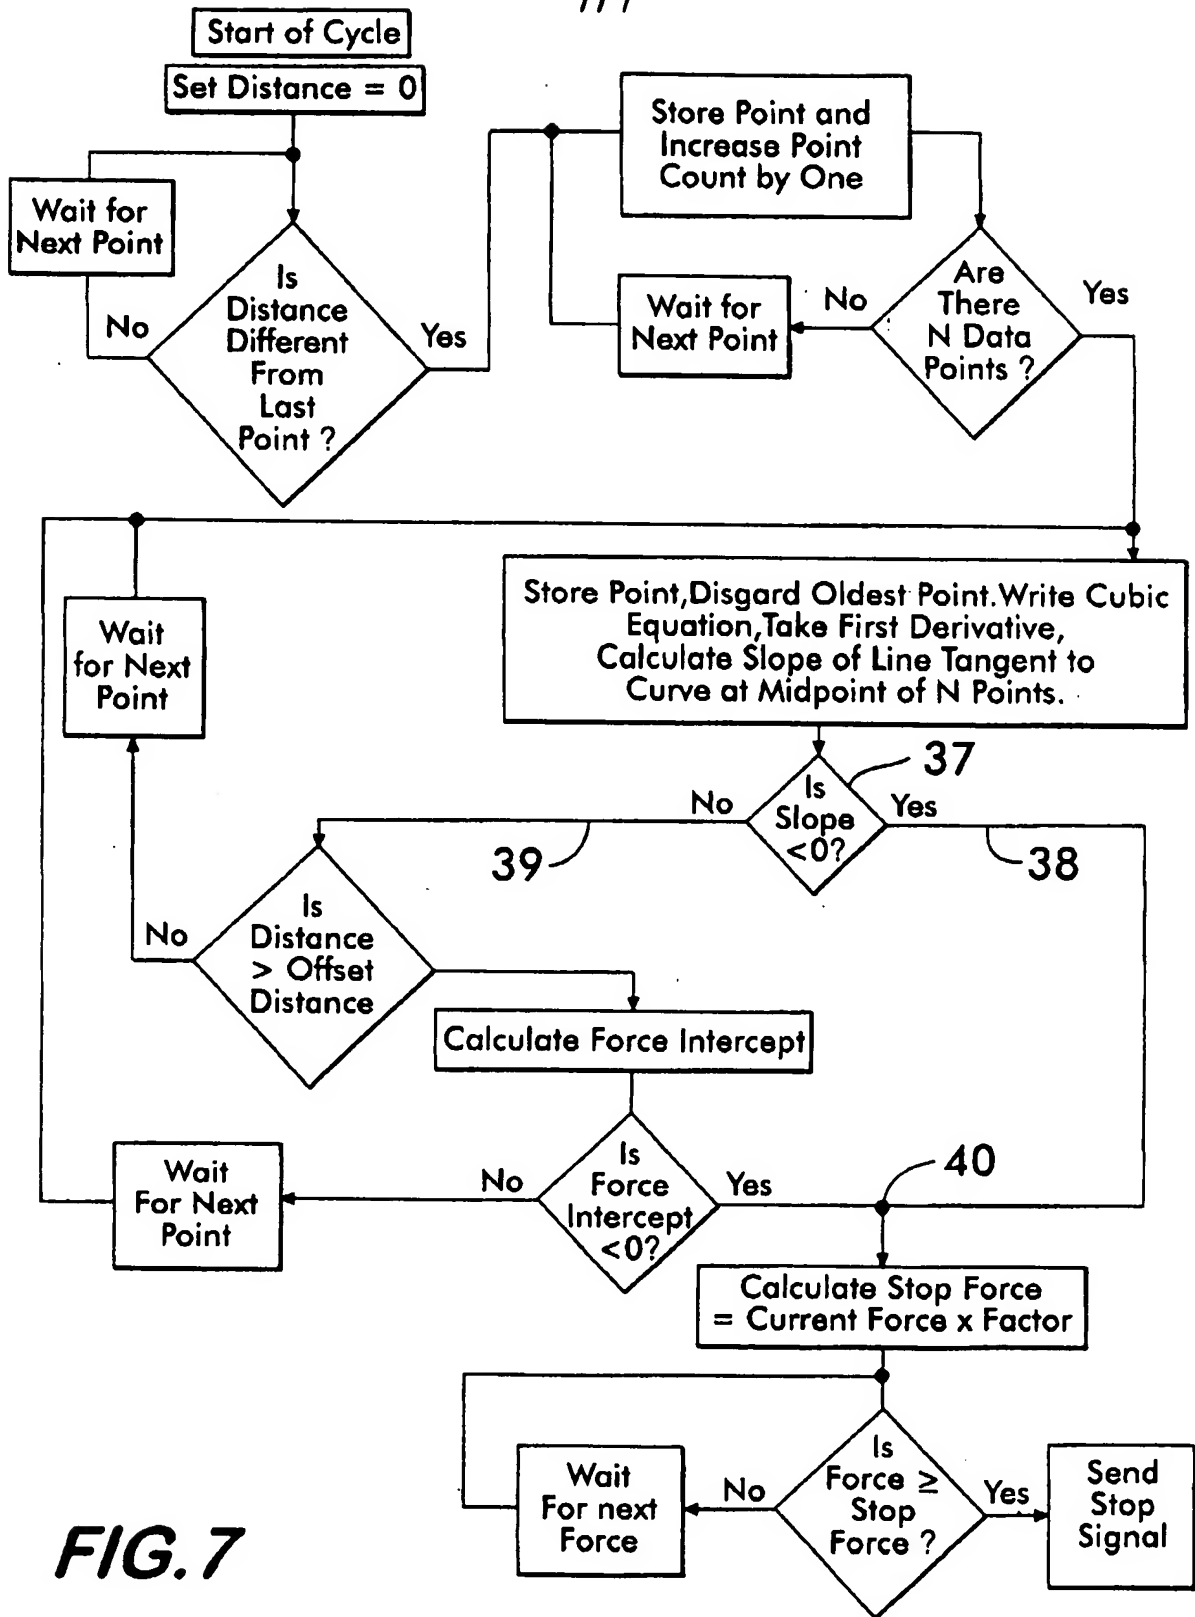 Start of Cycle
Set Distance = 0
Wait for
Next Point
Is
Distance
Different
From
Last
Point ?
No
Yes
Store Point and
Increase Point
Count by One
Wait for
Next Point
No
Are
There
N Data
Points ?
Yes
Store Point,Disgard Oldest Point.Write Cubic
Equation,Take First Derivative,
Calculate Slope of Line Tangent to
Curve at Midpoint of N Points.
Wait
for Next
Point
37
Is
Slope
<0?
No
Yes
39
38
Is
Distance
> Offset
Distance
No
Calculate Force Intercept
Wait
For Next
Point
No
Is
Force
Intercept
<0?
Yes
40
Calculate Stop Force
= Current Force x Factor
Wait
For next
Force
No
Is
Force ≥
Stop
Force ?
Yes
Send
Stop
Signal
FIG.7